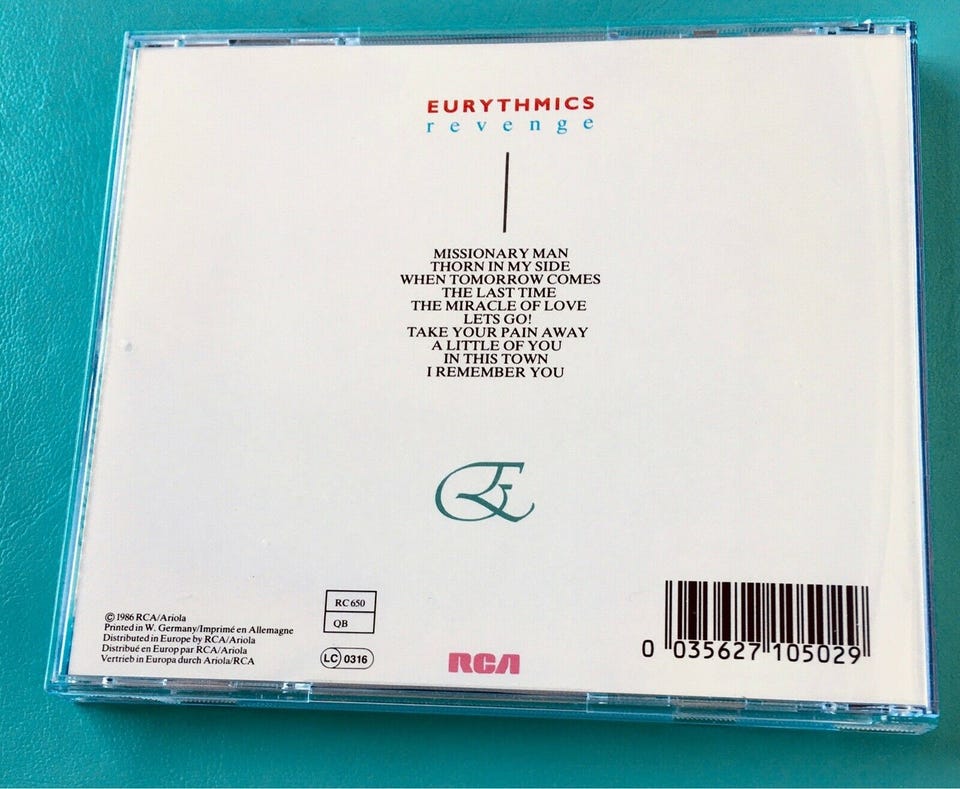 EURYTHMICS
revenge
MISSIONARY MAN
THORN IN MY SIDE
WHEN TOMORROW COMES
THE LAST TIME
THE MIRACLE OF LOVE
LETS GO!
TAKE YOUR PAIN AWAY
A LITTLE OF YOU
IN THIS TOWN
I REMEMBER YOU
E
© 1986 RCA/Ariola
Printed in W. Germany/Imprimé en Allemagne
Distributed in Europe by RCA/Ariola
Distribué en Europ par RCA/Ariola
Vertrieb in Europa durch Ariola/RCA
RC 650
QB
LC 0316
RCA
0 035627 105029